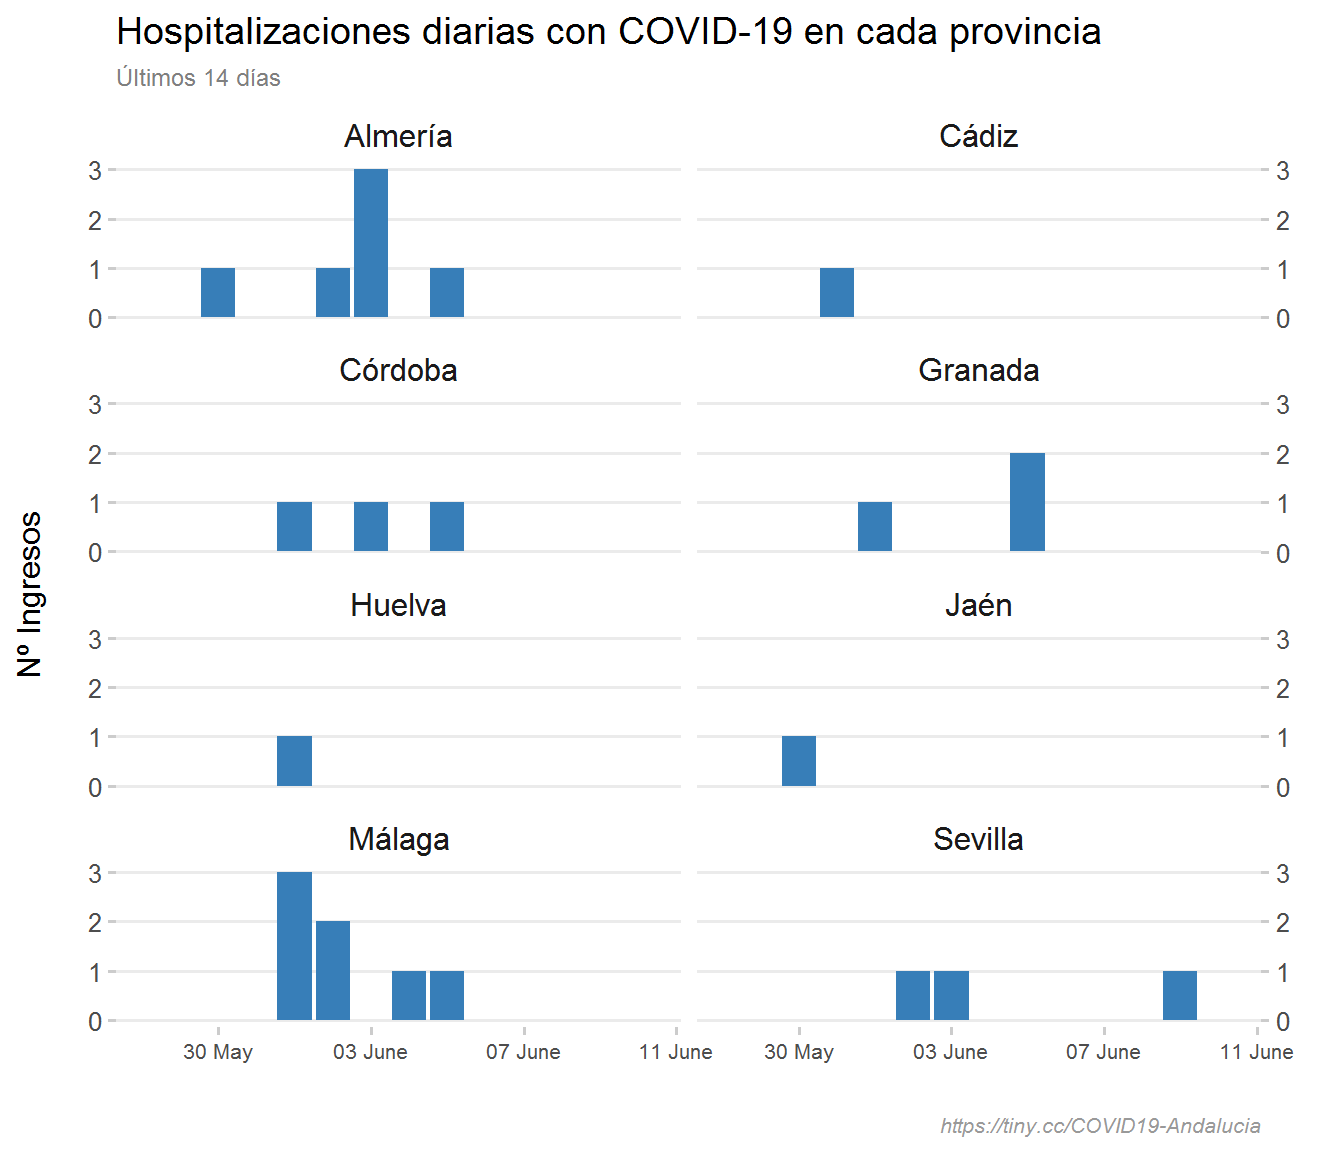 Hospitalizaciones diarias con COVID-19 en cada provincia
Últimos 14 días
Almería
Cádiz
3
2
1
0
3
2
1
0
Córdoba
Granada
3
2
1
0
3
2
1
0
Huelva
Jaén
3
2
1
0
3
2
1
0
Málaga
Sevilla
3
2
1
0
3
2
1
0
Nº Ingresos
30 May 03 June 07 June 11 June
30 May 03 June 07 June 11 June
https://tiny.cc/COVID19-Andalucia